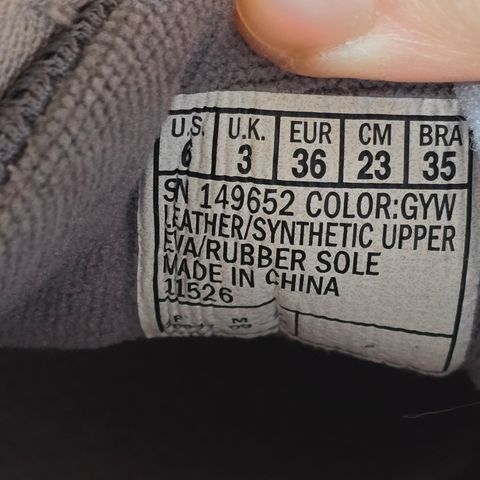 U.S. U.K. EUR CM BRA
6 3 36 23 35
SN 149652 COLOR:GYW
LEATHER/SYNTHETIC UPPER
EVA/RUBBER SOLE
MADE IN CHINA
11526
F M